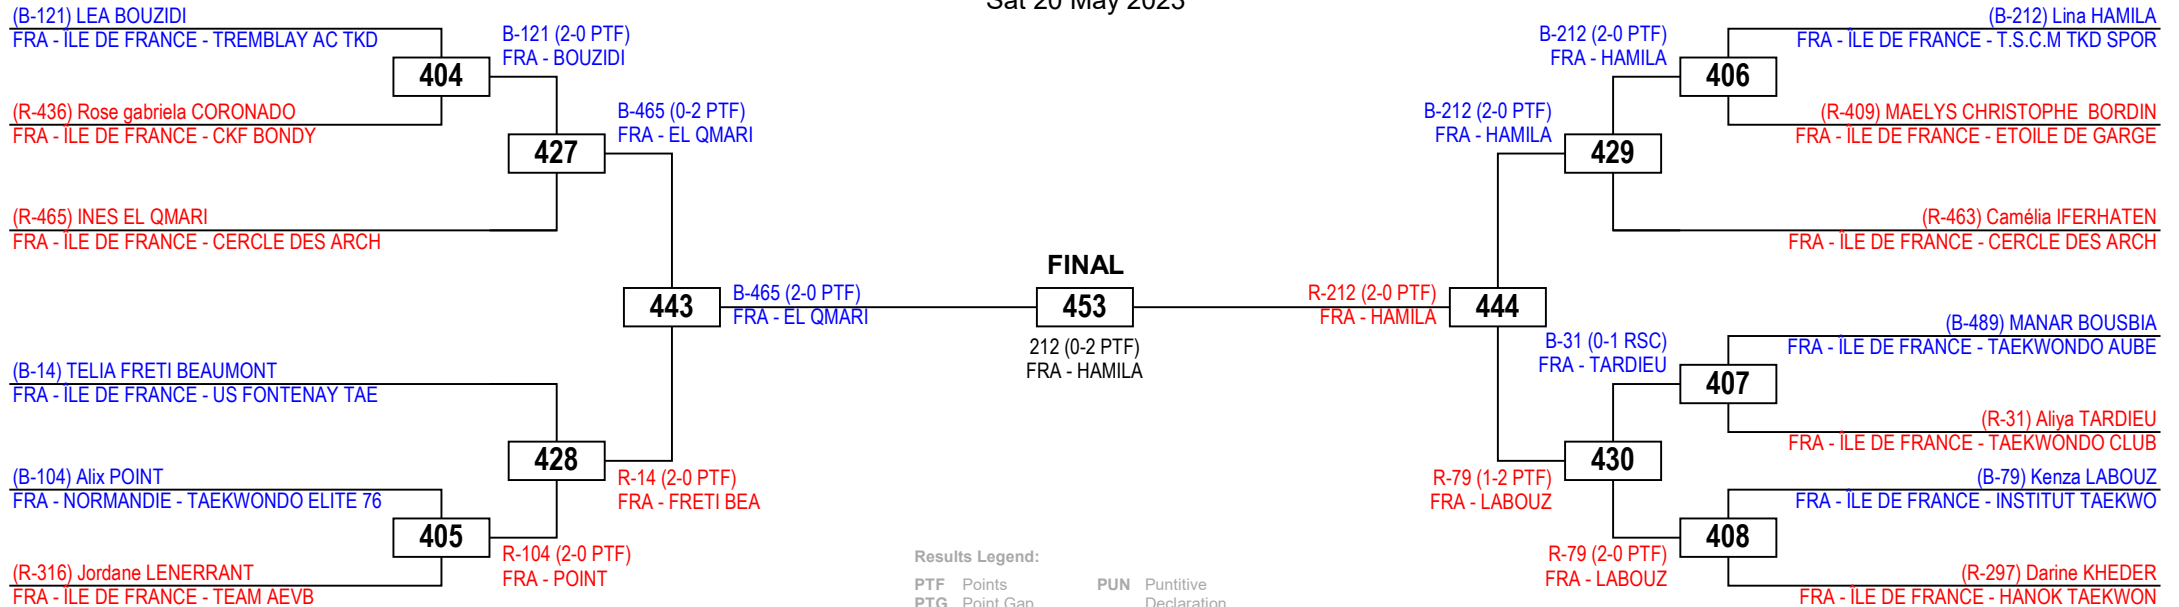 Sat 20 May 2023
(B-121) LEA BOUZIDI
FRA - ÎLE DE FRANCE - TREMBLAY AC TKD
404
B-121 (2-0 PTF)
FRA - BOUZIDI
(R-436) Rose gabriela CORONADO
FRA - ÎLE DE FRANCE - CKF BONDY
427
B-465 (0-2 PTF)
FRA - EL QMARI
(R-465) INES EL QMARI
FRA - ÎLE DE FRANCE - CERCLE DES ARCH
443
B-465 (2-0 PTF)
FRA - EL QMARI
(B-14) TELIA FRETI BEAUMONT
FRA - ÎLE DE FRANCE - US FONTENAY TAE
428
R-14 (2-0 PTF)
FRA - FRETI BEA
(B-104) Alix POINT
FRA - NORMANDIE - TAEKWONDO ELITE 76
405
R-104 (2-0 PTF)
FRA - POINT
(R-316) Jordane LENERRANT
FRA - ÎLE DE FRANCE - TEAM AEVB
FINAL
453
212 (0-2 PTF)
FRA - HAMILA
(B-212) Lina HAMILA
FRA - ÎLE DE FRANCE - T.S.C.M TKD SPOR
406
B-212 (2-0 PTF)
FRA - HAMILA
(R-409) MAELYS CHRISTOPHE  BORDIN
FRA - ÎLE DE FRANCE - ETOILE DE GARGE
429
B-212 (2-0 PTF)
FRA - HAMILA
(R-463) Camélia IFERHATEN
FRA - ÎLE DE FRANCE - CERCLE DES ARCH
444
R-212 (2-0 PTF)
FRA - HAMILA
(B-489) MANAR BOUSBIA
FRA - ÎLE DE FRANCE - TAEKWONDO AUBE
407
B-31 (0-1 RSC)
FRA - TARDIEU
(R-31) Aliya TARDIEU
FRA - ÎLE DE FRANCE - TAEKWONDO CLUB
430
R-79 (1-2 PTF)
FRA - LABOUZ
(B-79) Kenza LABOUZ
FRA - ÎLE DE FRANCE - INSTITUT TAEKWO
408
R-79 (2-0 PTF)
FRA - LABOUZ
(R-297) Darine KHEDER
FRA - ÎLE DE FRANCE - HANOK TAEKWON
Results Legend:
PTF Points
PUN Puntitive
PTG Point Gap
Declaration